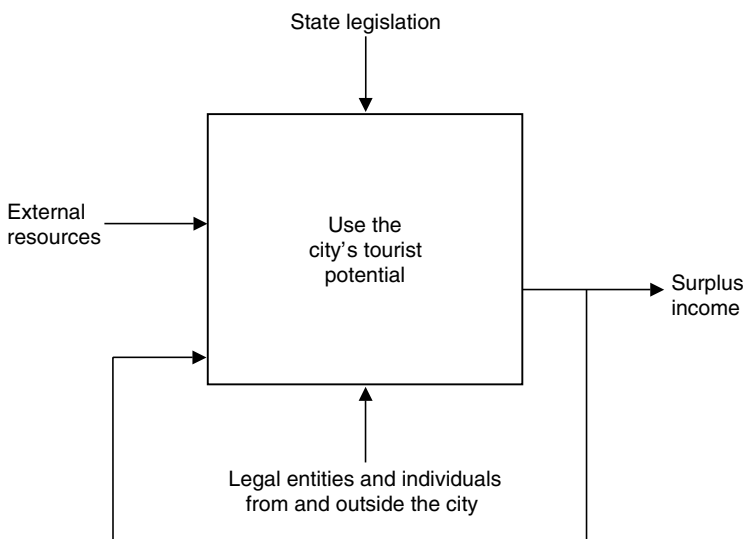 State legislation
External
resources
Use the
city's tourist
potential
Surplus
income
Legal entities and individuals
from and outside the city